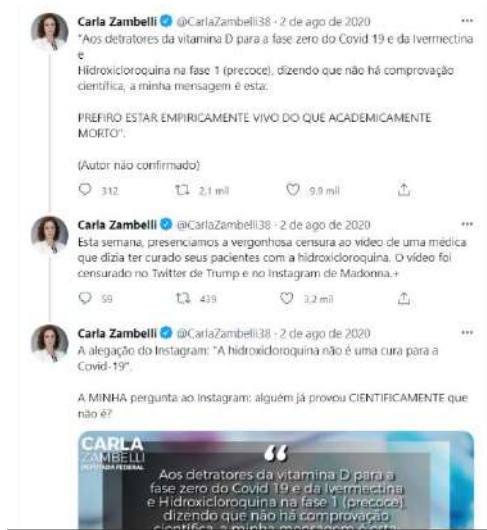 Carla Zambelli @CarlaZambelli38 · 2 de ago de 2020
"Aos detratores da vitamina D para a fase zero do Covid 19 e da Ivermectina
e
Hidroxicloroquina na fase 1 (precoce), dizendo que não há comprovação
científica, a minha mensagem é esta:
PREFIRO ESTAR EMPIRICAMENTE VIVO DO QUE ACADEMICAMENTE
MORTO".
(Autor não confirmado)
312 2,1 mil 9,9 mil
Carla Zambelli @CarlaZambelli38 · 2 de ago de 2020
Esta semana, presenciamos a vergonhosa censura ao vídeo de uma médica
que dizia ter curado seus pacientes com a hidroxicloroquina. O vídeo foi
censurado no Twitter de Trump e no Instagram de Madonna.+
59 439 3,2 mil
Carla Zambelli @CarlaZambelli38 · 2 de ago de 2020
A alegação do Instagram: "A hidroxicloroquina não é uma cura para a
Covid-19".
A MINHA pergunta ao Instagram: alguém já provou CIENTIFICAMENTE que
não é?
CARLA
ZAMBELLI
DEPUTADA FEDERAL
Aos detratores da vitamina D para a
fase zero do Covid 19 e da Ivermectina
e Hidroxicloroquina na fase 1 (precoce)
dizendo que não há comprovação
científica, a minha mensagem é esta